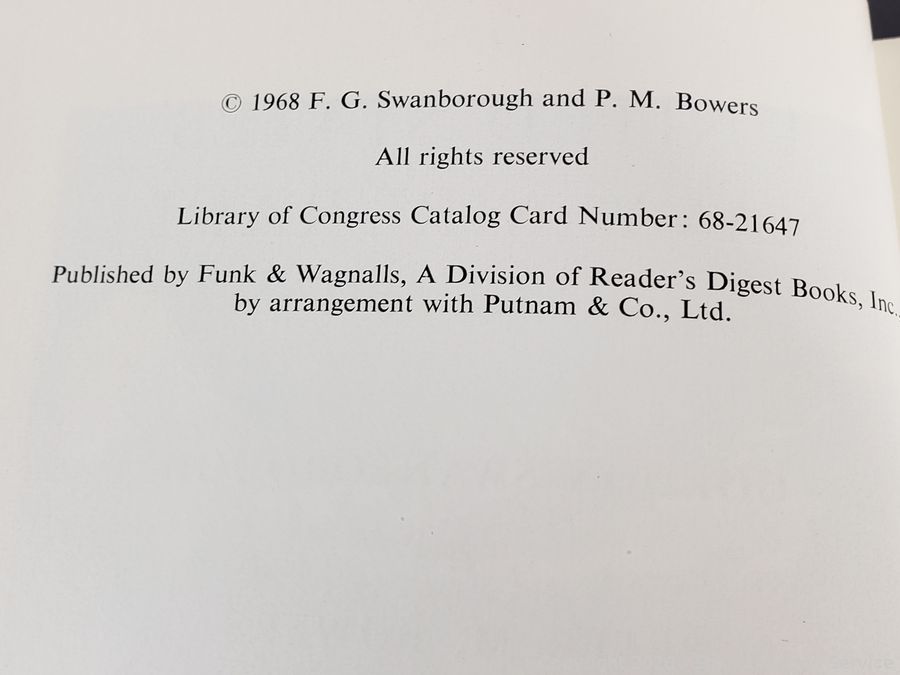 © 1968 F. G. Swanborough and P. M. Bowers
All rights reserved
Library of Congress Catalog Card Number: 68-21647
Published by Funk & Wagnalls, A Division of Reader's Digest Books, Inc.,
by arrangement with Putnam & Co., Ltd.
Service